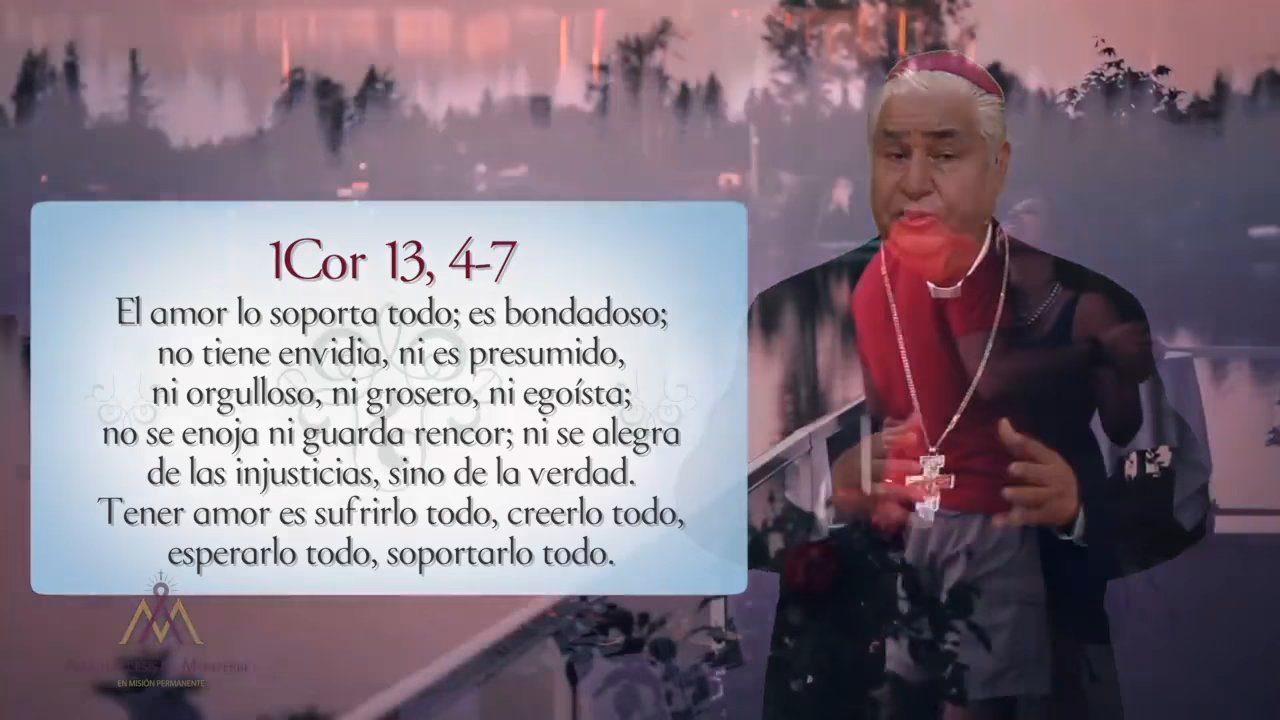 1Cor 13, 4-7
El amor lo soporta todo; es bondadoso;
no tiene envidia, ni es presumido,
ni orgulloso, ni grosero, ni egoísta;
no se enoja ni guarda rencor; ni se alegra
de las injusticias, sino de la verdad.
Tener amor es sufrirlo todo, creerlo todo,
esperarlo todo, soportarlo todo.
EN MISIÓN PERMANENTE